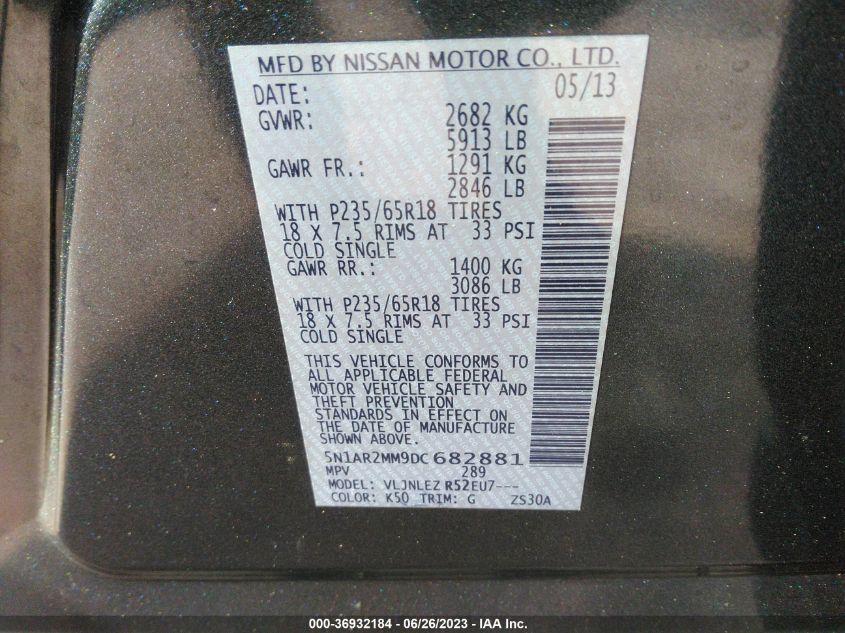 MFD BY NISSAN MOTOR CO., LTD.
DATE: 05/13
GVWR: 2682 KG
5913 LB
GAWR FR.: 1291 KG
2846 LB
WITH P235/65R18 TIRES
18 X 7.5 RIMS AT 33 PSI
COLD SINGLE
GAWR RR.: 1400 KG
3086 LB
WITH P235/65R18 TIRES
18 X 7.5 RIMS AT 33 PSI
COLD SINGLE
THIS VEHICLE CONFORMS TO
ALL APPLICABLE FEDERAL
MOTOR VEHICLE SAFETY AND
THEFT PREVENTION
STANDARDS IN EFFECT ON
THE DATE OF MANUFACTURE
SHOWN ABOVE.
5N1AR2MM9DC682881
MPV 289
MODEL: VLJNLEZ R52EU7---
COLOR: K50 TRIM: G ZS30A
000-36932184 - 06/26/2023 - IAA Inc.